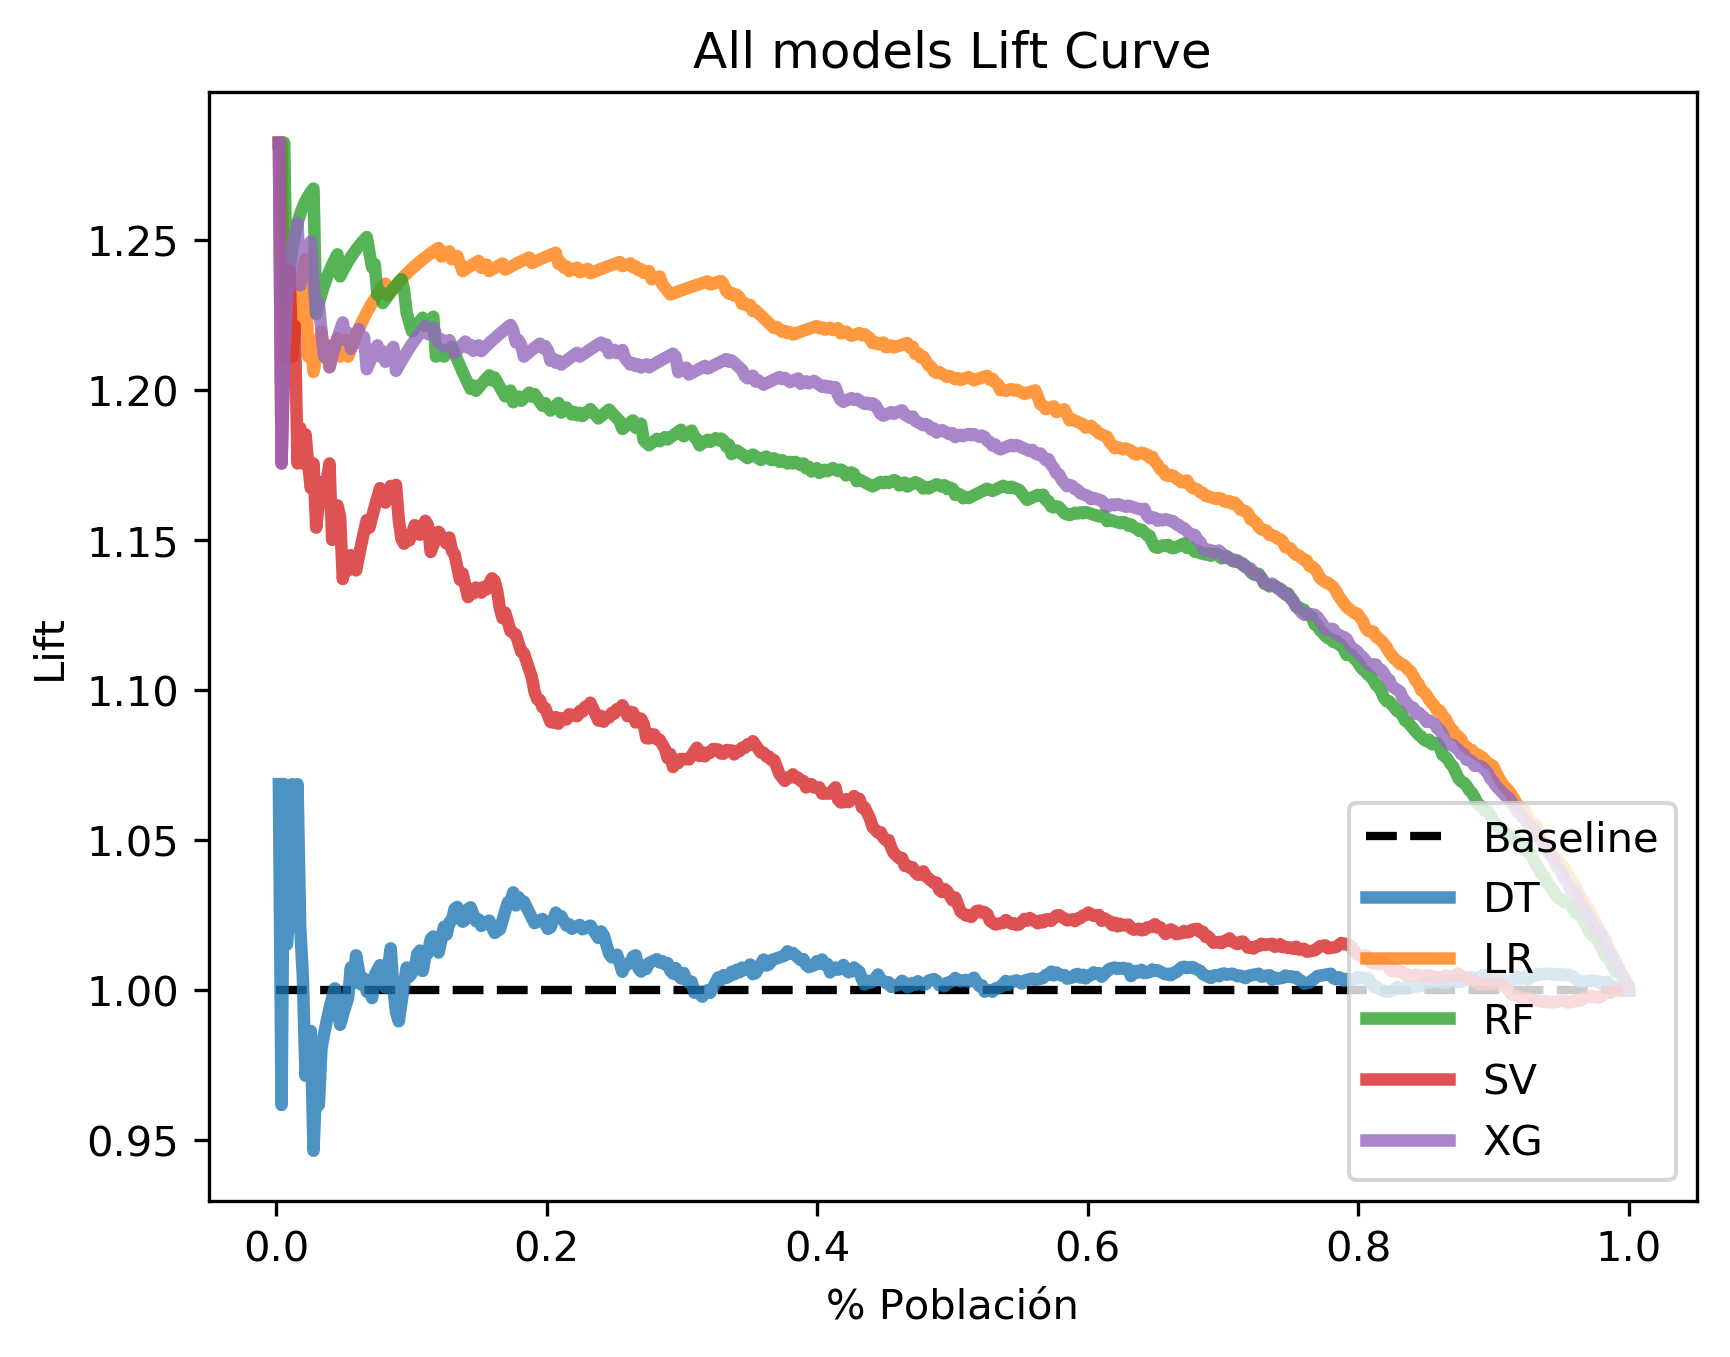 All models Lift Curve
Lift
1.25
1.20
1.15
1.10
1.05
1.00
0.95
Baseline
DT
LR
RF
SV
XG
0.0 0.2 0.4 0.6 0.8 1.0
% Población